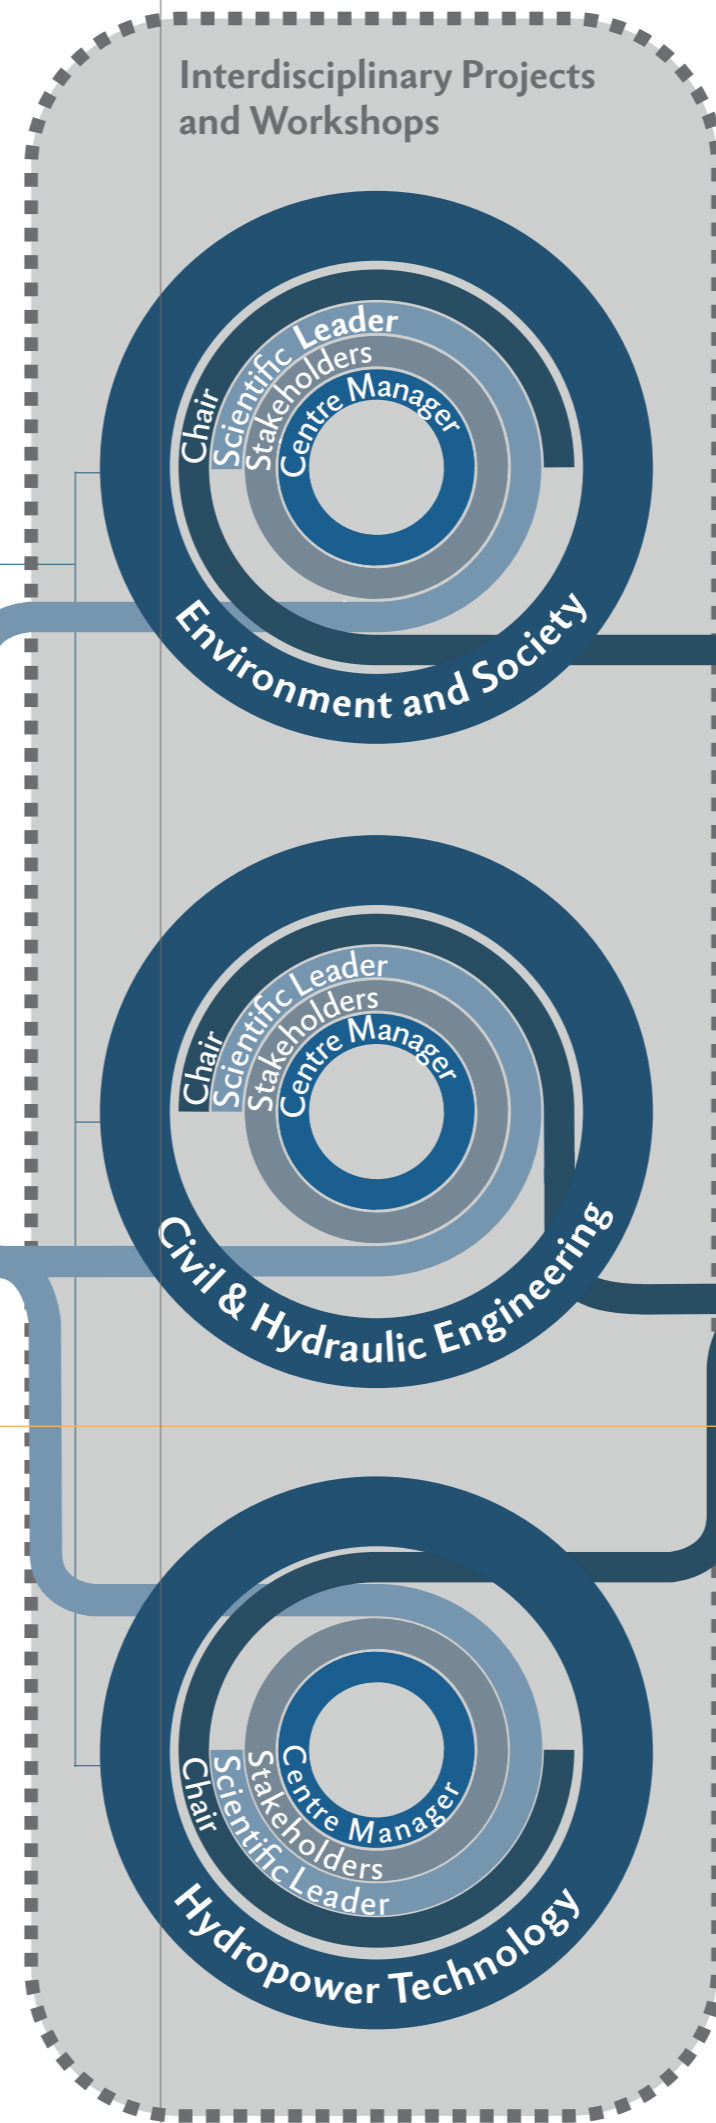 Interdisciplinary Projects
and Workshops
Chair
Scientific Leader
Stakeholders
Centre Manager
Environment and Society
Chair
Scientific Leader
Stakeholders
Centre Manager
Civil & Hydraulic Engineering
Centre Manager
Stakeholders
Scientific Leader
Chair
Hydropower Technology